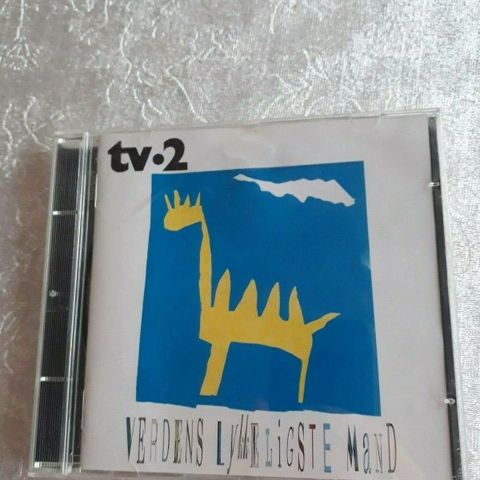 tv·2
VERDENS LykkELiGSTE MaND